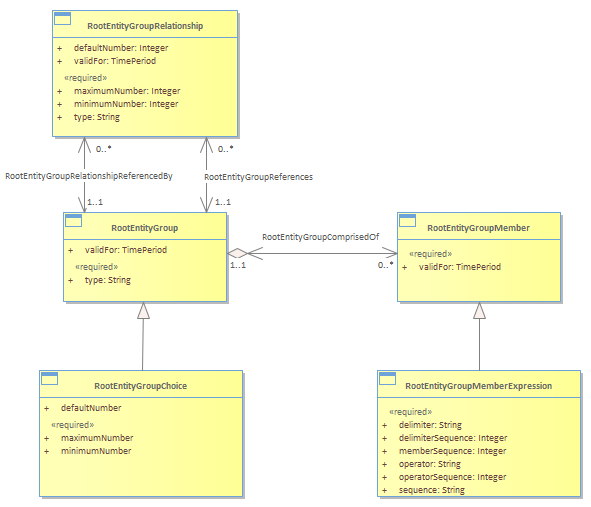 RootEntityGroupRelationship
+ defaultNumber: Integer
+ validFor: TimePeriod
«required»
+ maximumNumber: Integer
+ minimumNumber: Integer
+ type: String
0..*
0..*
RootEntityGroupRelationshipReferencedBy
RootEntityGroupReferences
1..1
1..1
RootEntityGroup
+ validFor: TimePeriod
«required»
+ type: String
RootEntityGroupComprisedOf
1..1
0..*
RootEntityGroupMember
«required»
+ validFor: TimePeriod
RootEntityGroupChoice
+ defaultNumber
«required»
+ maximumNumber
+ minimumNumber
RootEntityGroupMemberExpression
«required»
+ delimiter: String
+ delimiterSequence: Integer
+ memberSequence: Integer
+ operator: String
+ operatorSequence: Integer
+ sequence: String